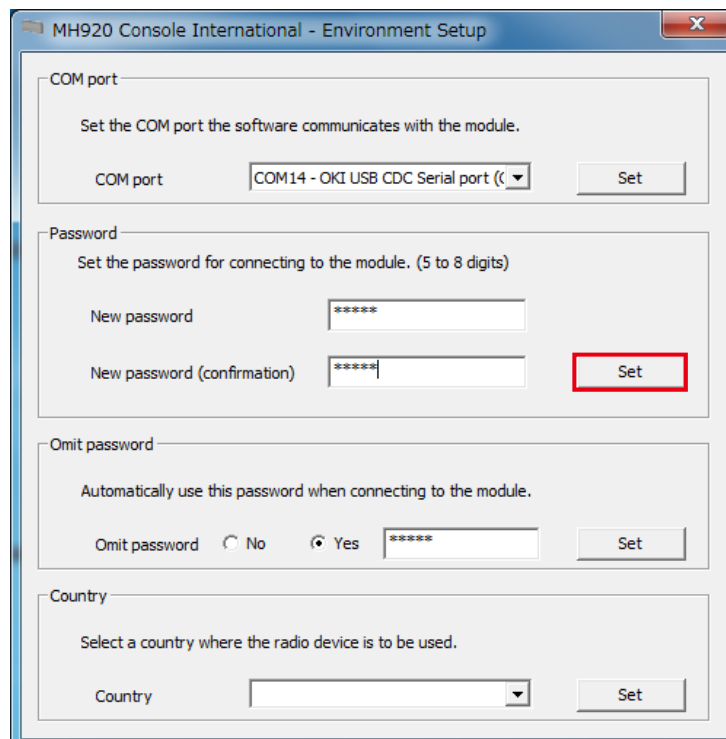 MH920 Console International - Environment Setup
X
COM port
Set the COM port the software communicates with the module.
COM port COM14 - OKI USB CDC Serial port (C Set
Password
Set the password for connecting to the module. (5 to 8 digits)
New password *****
New password (confirmation) ***** Set
Omit password
Automatically use this password when connecting to the module.
Omit password No Yes ***** Set
Country
Select a country where the radio device is to be used.
Country Set